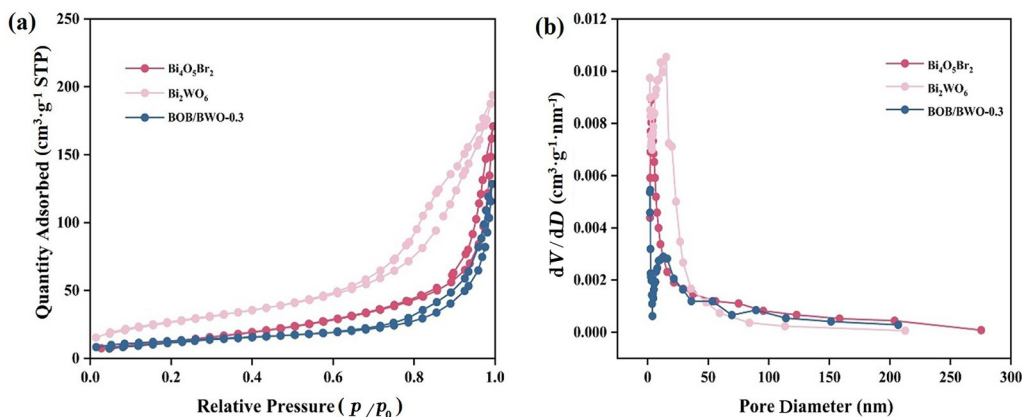 (a)
250
200
150
100
50
0
Quantity Adsorbed (cm³·g⁻¹ STP)
Bi₄O₅Br₂
Bi₂WO₆
BOB/BWO-0.3
0.0 0.2 0.4 0.6 0.8 1.0
Relative Pressure ( p/p₀ )
(b)
0.012
0.010
0.008
0.006
0.004
0.002
0.000
dV/dD (cm³·g⁻¹·nm⁻¹)
Bi₄O₅Br₂
Bi₂WO₆
BOB/BWO-0.3
0 50 100 150 200 250 300
Pore Diameter (nm)